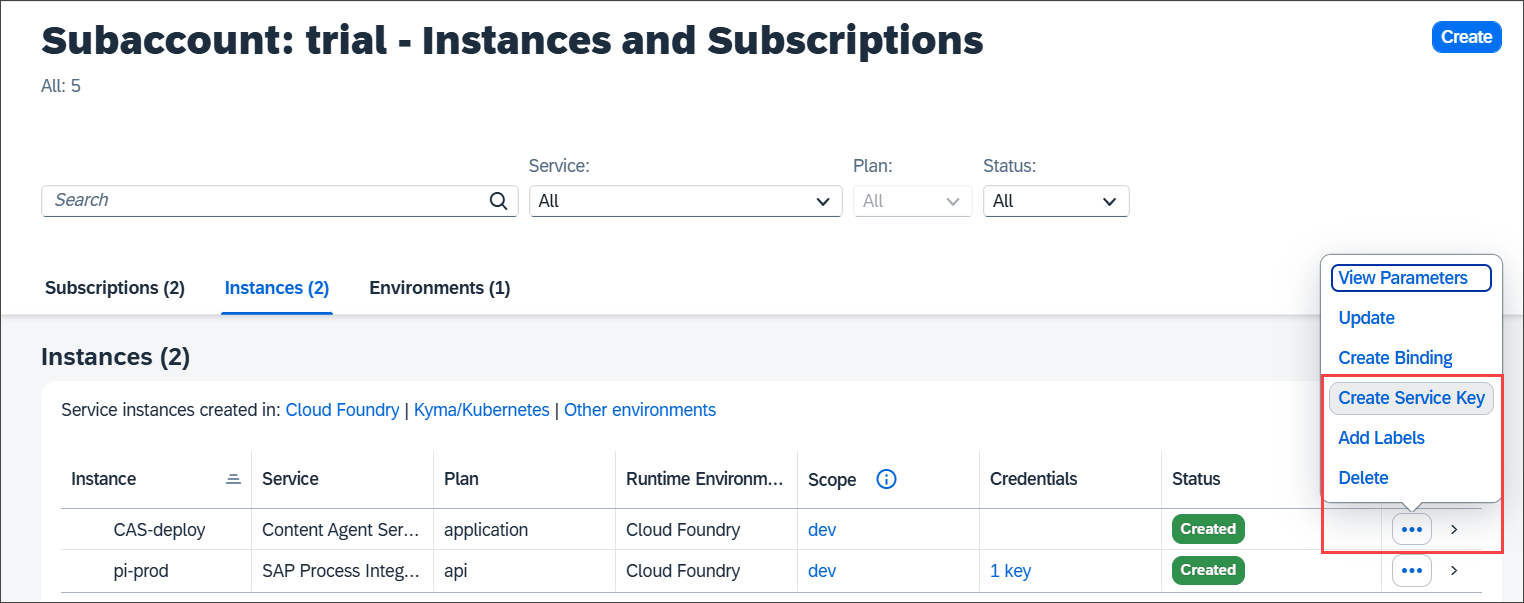 Subaccount: trial - Instances and Subscriptions
Create
All: 5
Service:
Plan:
Status:
Search
All
All
All
Subscriptions (2)
Instances (2)
Environments (1)
View Parameters
Update
Create Binding
Create Service Key
Add Labels
Delete
Instances (2)
Service instances created in: Cloud Foundry | Kyma/Kubernetes | Other environments
Instance Service Plan Runtime Environm... Scope Credentials Status
CAS-deploy Content Agent Ser... application Cloud Foundry dev Created
pi-prod SAP Process Integ... api Cloud Foundry dev 1 key Created